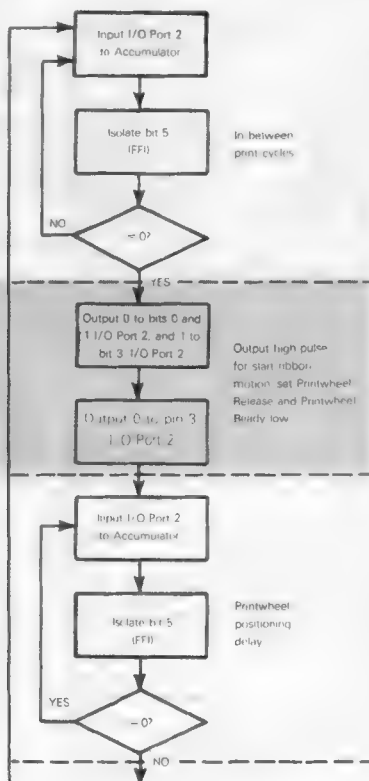 Input I/O Port 2
to Accumulator
Isolate bit 5
(FFI)
In between
print cycles
NO
= 0?
YES
Output 0 to bits 0 and
1 I/O Port 2, and 1 to
bit 3 I/O Port 2
Output high pulse
for start ribbon
motion set Printwheel
Release and Printwheel
Ready low
Output 0 to pin 3
I O Port 2
Input I/O Port 2
to Accumulator
Isolate bit 5
(FFI)
Printwheel
positioning
delay
YES
= 0?
NO